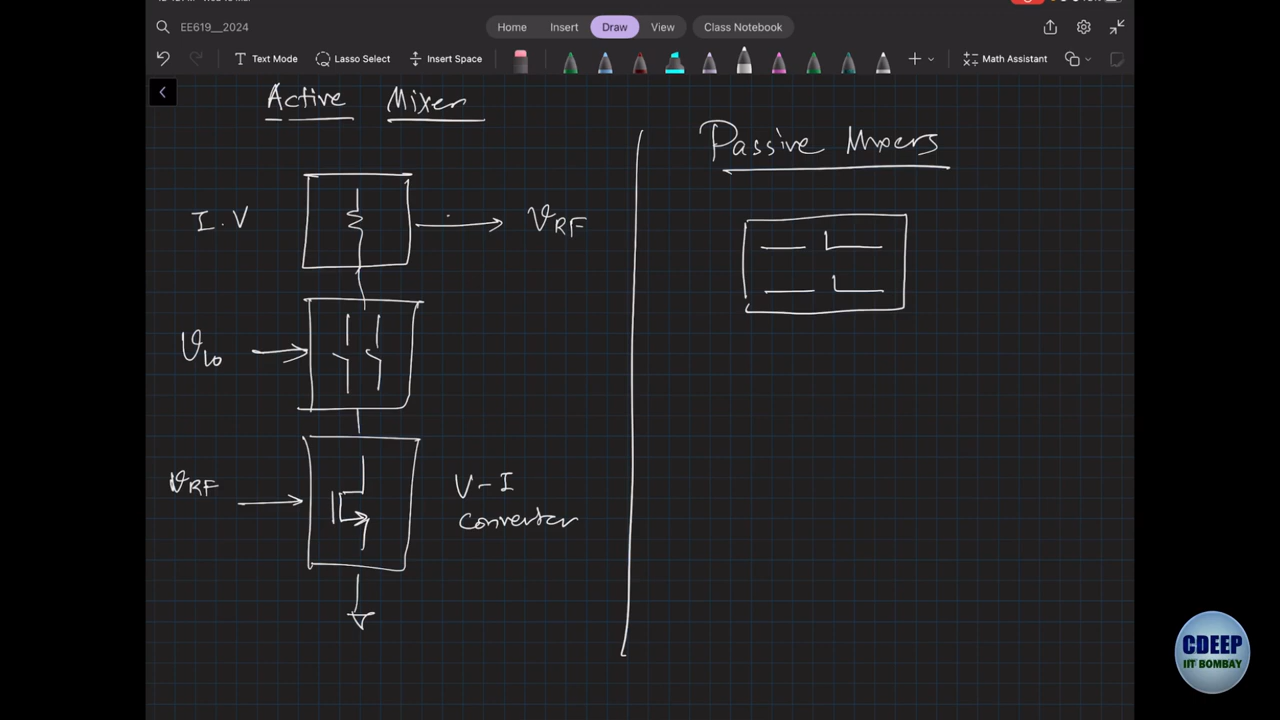 EE619__2024
Home Insert Draw View Class Notebook
Text Mode Lasso Select Insert Space Math Assistant
Active Mixer
Passive Mixers
I.V
VRF
Vlo
VRF
V-I
Converter
CDEEP
IIT BOMBAY